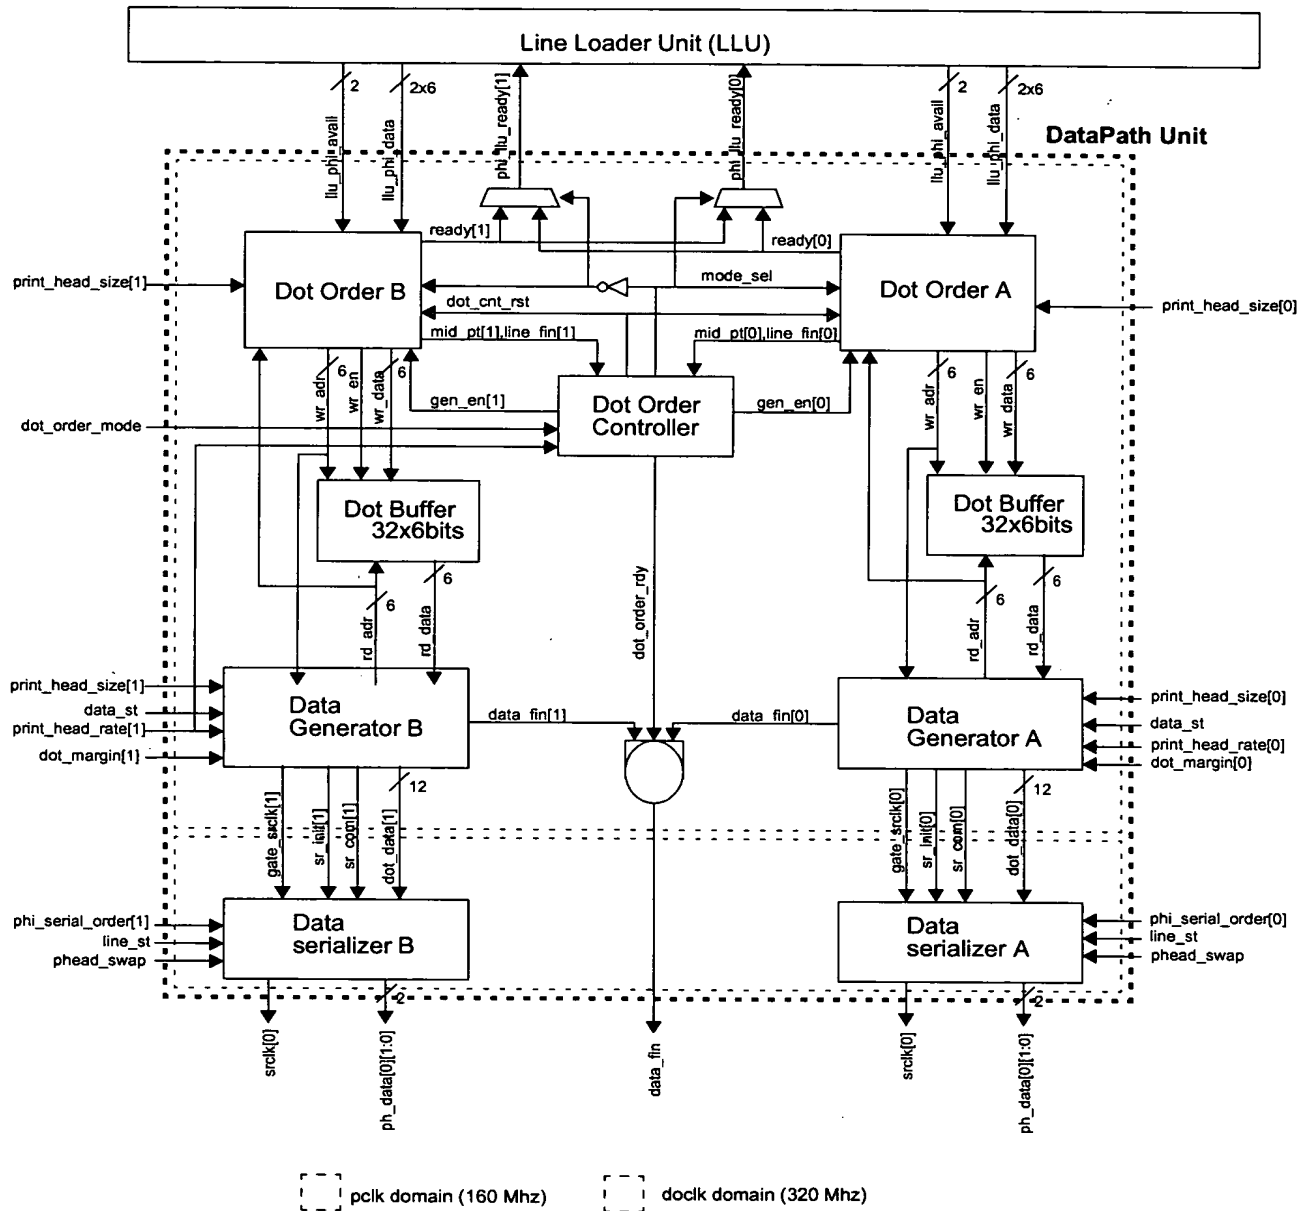 Line Loader Unit (LLU)
2
2x6
phi_llu_ready[1]
phi_llu_ready[0]
2
2x6
llu_phi_avail
llu_phi_data
llu_phi_avail
llu_phi_data
DataPath Unit
ready[1]
ready[0]
print_head_size[1]
Dot Order B
mode_sel
Dot Order A
print_head_size[0]
dot_cnt_rst
mid_pt[1],line_fin[1]
mid_pt[0],line_fin[0]
6
6
wr_adr
wr_en
wr_data
gen_en[1]
Dot Order
Controller
gen_en[0]
6
6
wr_adr
wr_en
wr_data
dot_order_mode
Dot Buffer
32x6bits
Dot Buffer
32x6bits
6
6
rd_adr
rd_data
dot_order_rdy
6
6
rd_adr
rd_data
print_head_size[1]
data_st
print_head_rate[1]
dot_margin[1]
Data
Generator B
data_fin[1]
data_fin[0]
Data
Generator A
print_head_size[0]
data_st
print_head_rate[0]
dot_margin[0]
12
12
gate_srclk[1]
sr_init[1]
sr_com[1]
dot_data[1]
gate_srclk[0]
sr_init[0]
sr_com[0]
dot_data[0]
phi_serial_order[1]
line_st
phead_swap
Data
serializer B
Data
serializer A
phi_serial_order[0]
line_st
phead_swap
2
2
srclk[0]
ph_data[0][1:0]
data_fin
srclk[0]
ph_data[0][1:0]
pclk domain (160 Mhz)
doclk domain (320 Mhz)